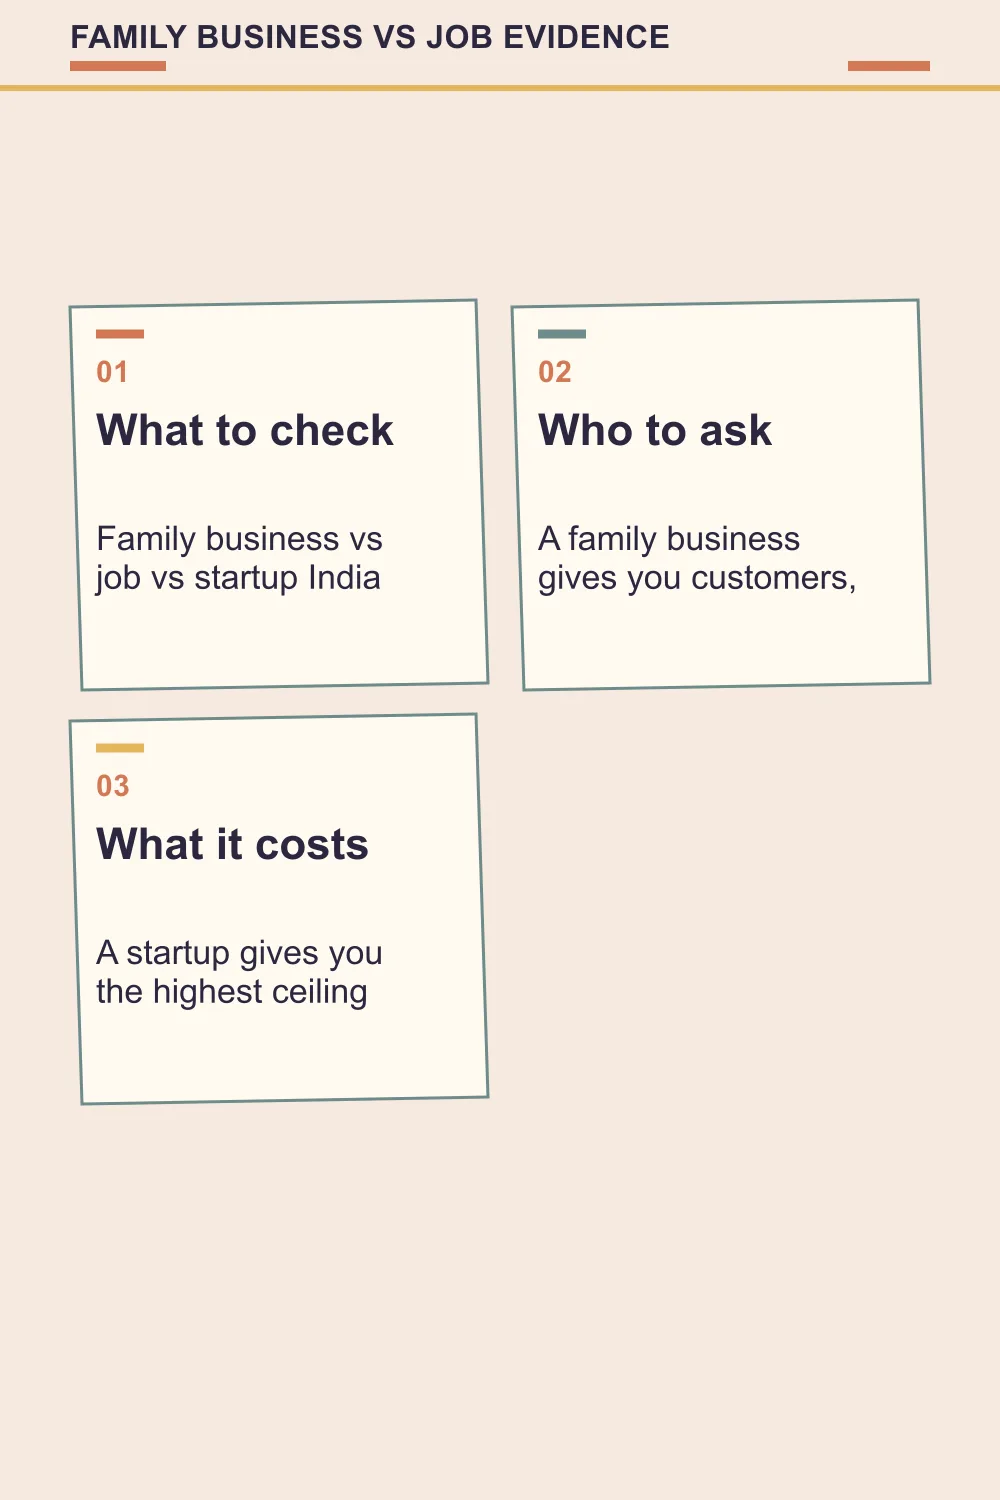 FAMILY BUSINESS VS JOB EVIDENCE
01
What to check
Family business vs
job vs startup India
02
Who to ask
A family business
gives you customers,
03
What it costs
A startup gives you
the highest ceiling